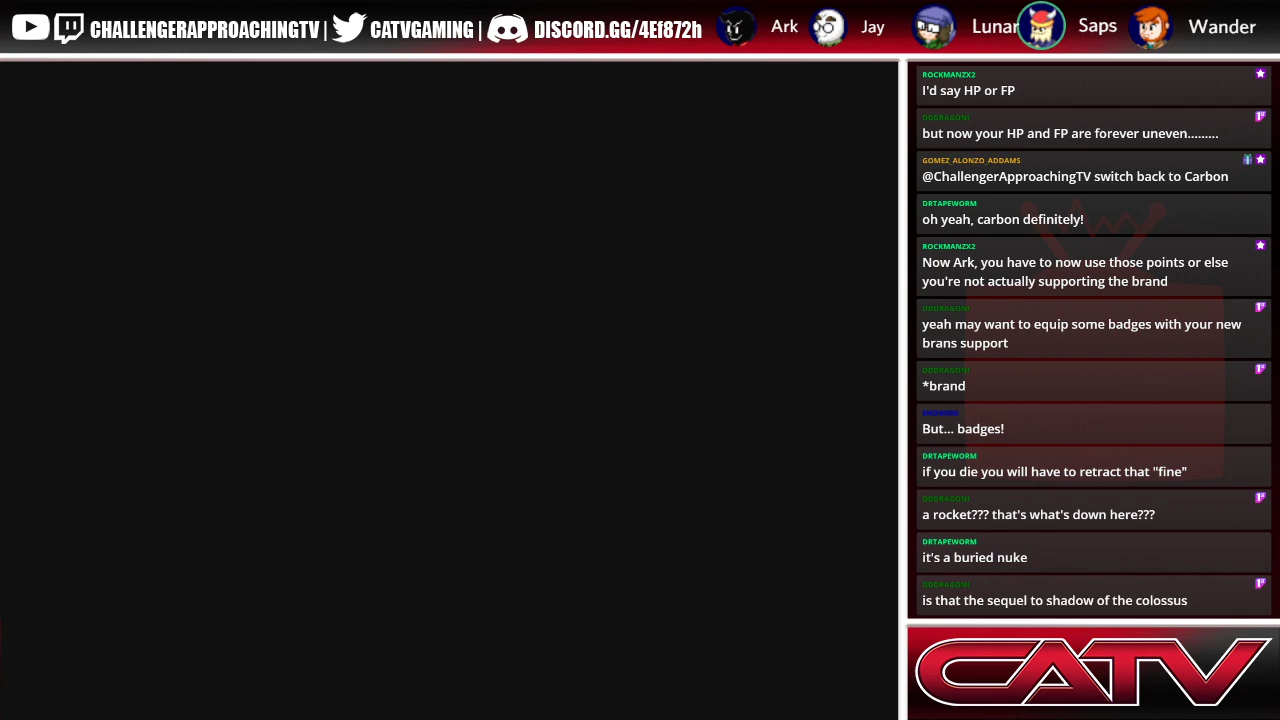 CHALLENGERAPPROACHINGTV | CATVGAMING | DISCORD.GG/4Ef872h Ark Jay Lunar Saps Wander
ROCKMANZX2
I'd say HP or FP
DDDRAGONI
but now your HP and FP are forever uneven.........
GOMEZ_ALONZO_ADDAMS
@ChallengerApproachingTV switch back to Carbon
DRTAPEWORM
oh yeah, carbon definitely!
ROCKMANZX2
Now Ark, you have to now use those points or else
you're not actually supporting the brand
DDDRAGONI
yeah may want to equip some badges with your new
brans support
DDDRAGONI
*brand
But... badges!
DRTAPEWORM
if you die you will have to retract that "fine"
DDDRAGONI
a rocket??? that's what's down here???
DRTAPEWORM
it's a buried nuke
DDDRAGONI
is that the sequel to shadow of the colossus
CATV